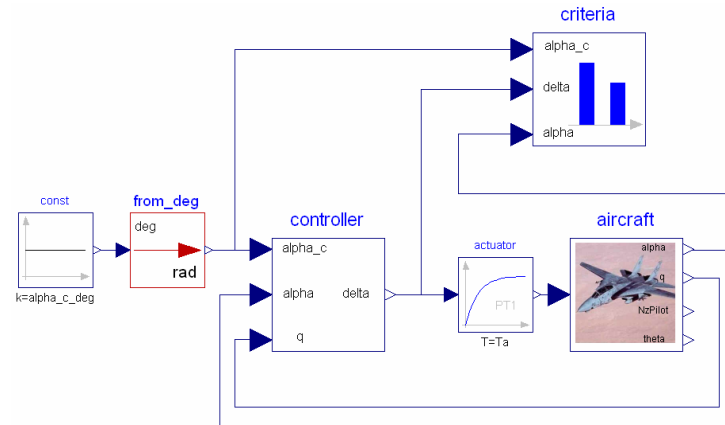 criteria
alpha_c
delta
alpha
const
from_deg
deg
rad
k=alpha_c_deg
controller
alpha_c
alpha
delta
q
actuator
PT1
T=Ta
aircraft
alpha
q
NzPilot
theta